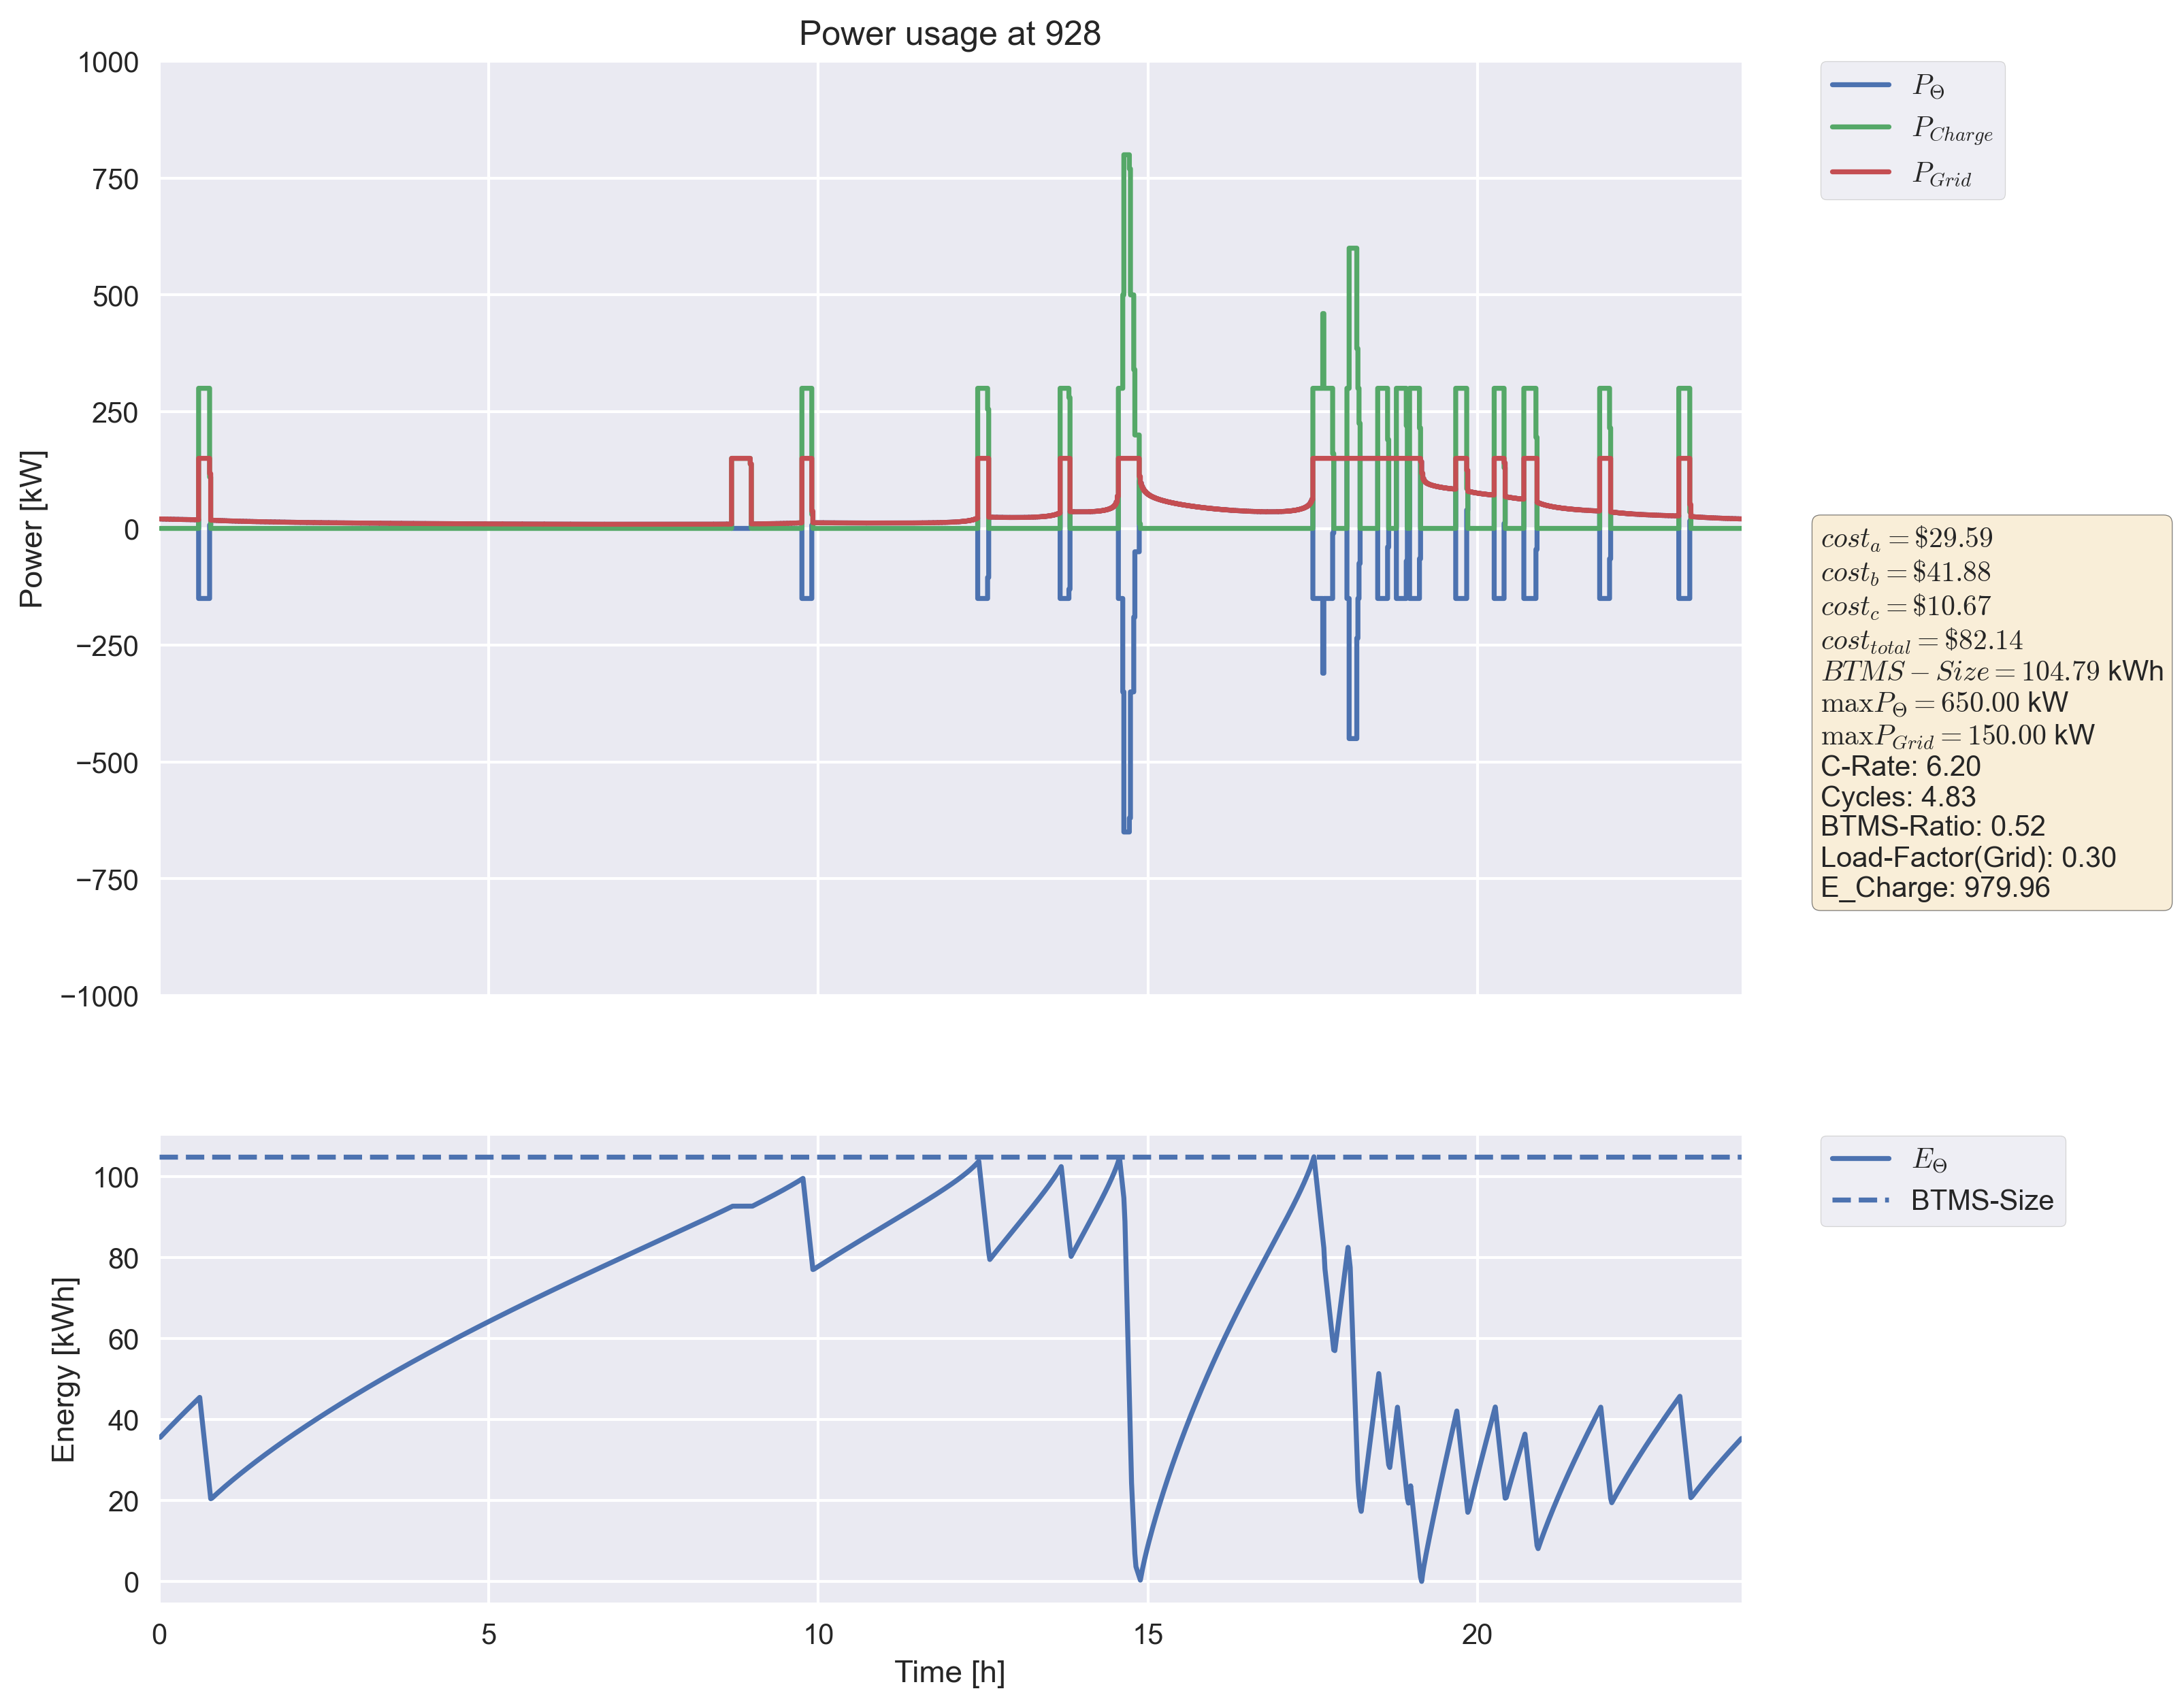 Power usage at 928
1000
750
500
250
0
−250
−500
−750
−1000
Power [kW]
P_Θ
P_Charge
P_Grid
cost_a = $29.59
cost_b = $41.88
cost_c = $10.67
cost_total = $82.14
BTMS − Size = 104.79 kWh
maxP_Θ = 650.00 kW
maxP_Grid = 150.00 kW
C-Rate: 6.20
Cycles: 4.83
BTMS-Ratio: 0.52
Load-Factor(Grid): 0.30
E_Charge: 979.96
100
80
60
40
20
0
Energy [kWh]
E_Θ
BTMS-Size
0 5 10 15 20
Time [h]